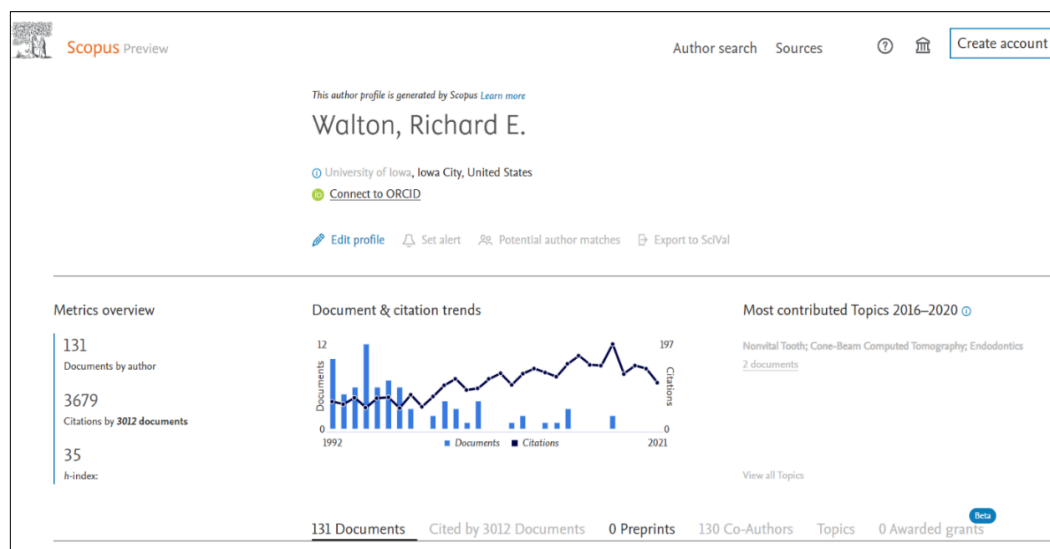 Scopus Preview
Author search Sources
Create account
This author profile is generated by Scopus Learn more
Walton, Richard E.
University of Iowa, Iowa City, United States
iD Connect to ORCID
Edit profile Set alert Potential author matches Export to SciVal
Metrics overview
131
Documents by author
3679
Citations by 3012 documents
35
h-index:
Document & citation trends
12 197
Documents
Citations
0 0
1992 2021
Documents Citations
Most contributed Topics 2016–2020
Nonvital Tooth; Cone-Beam Computed Tomography; Endodontics
2 documents
View all Topics
Beta
131 Documents Cited by 3012 Documents 0 Preprints 130 Co-Authors Topics 0 Awarded grants